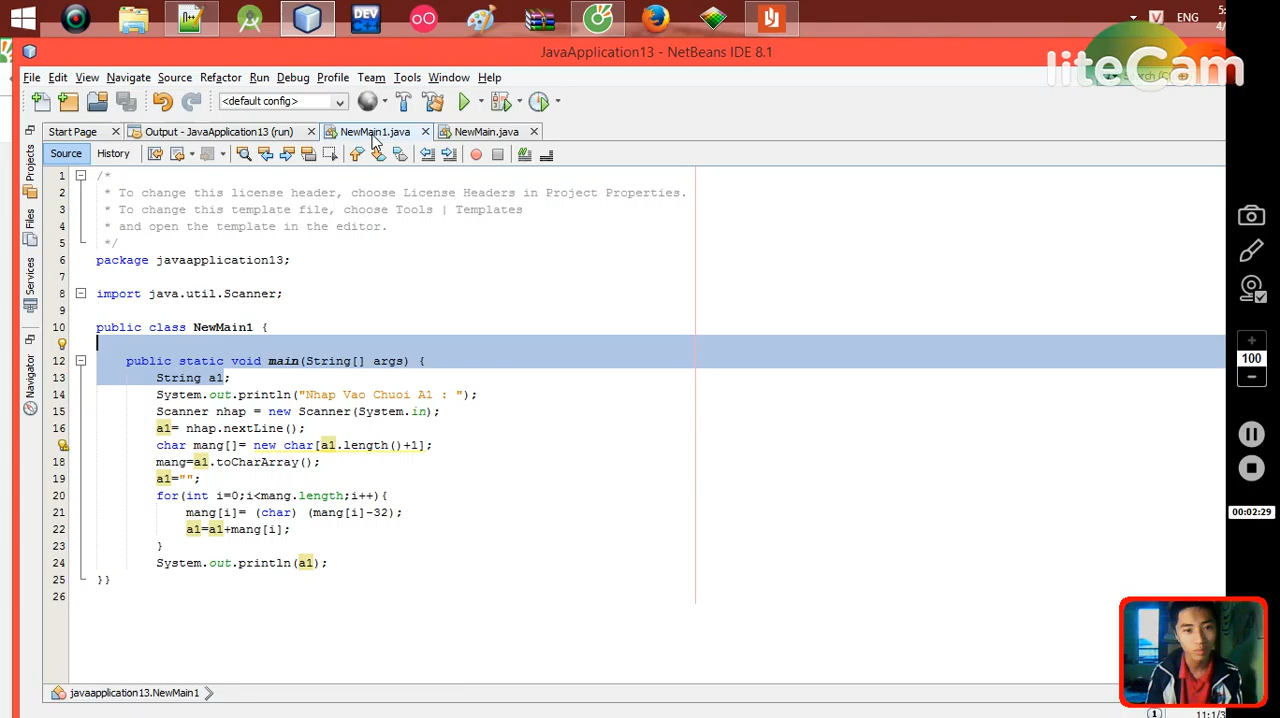 DEV
V ENG
JavaApplication13 - NetBeans IDE 8.1
liteCam
File Edit View Navigate Source Refactor Run Debug Profile Team Tools Window Help
<default config>
Start Page Output - JavaApplication13 (run) NewMain1.java NewMain.java
Source History
Projects
Files
Services
Navigator
1 /*
2 * To change this license header, choose License Headers in Project Properties.
3 * To change this template file, choose Tools | Templates
4 * and open the template in the editor.
5 */
6 package javaapplication13;
7
8 import java.util.Scanner;
9
10 public class NewMain1 {
12 public static void main(String[] args) {
13 String a1;
14 System.out.println("Nhap Vao Chuoi A1 : ");
15 Scanner nhap = new Scanner(System.in);
16 a1= nhap.nextLine();
char mang[]= new char[a1.length()+1];
18 mang=a1.toCharArray();
19 a1="";
20 for(int i=0;i<mang.length;i++){
21 mang[i]= (char) (mang[i]-32);
22 a1=a1+mang[i];
23 }
24 System.out.println(a1);
25 }}
26
100
00:02:29
javaapplication13.NewMain1